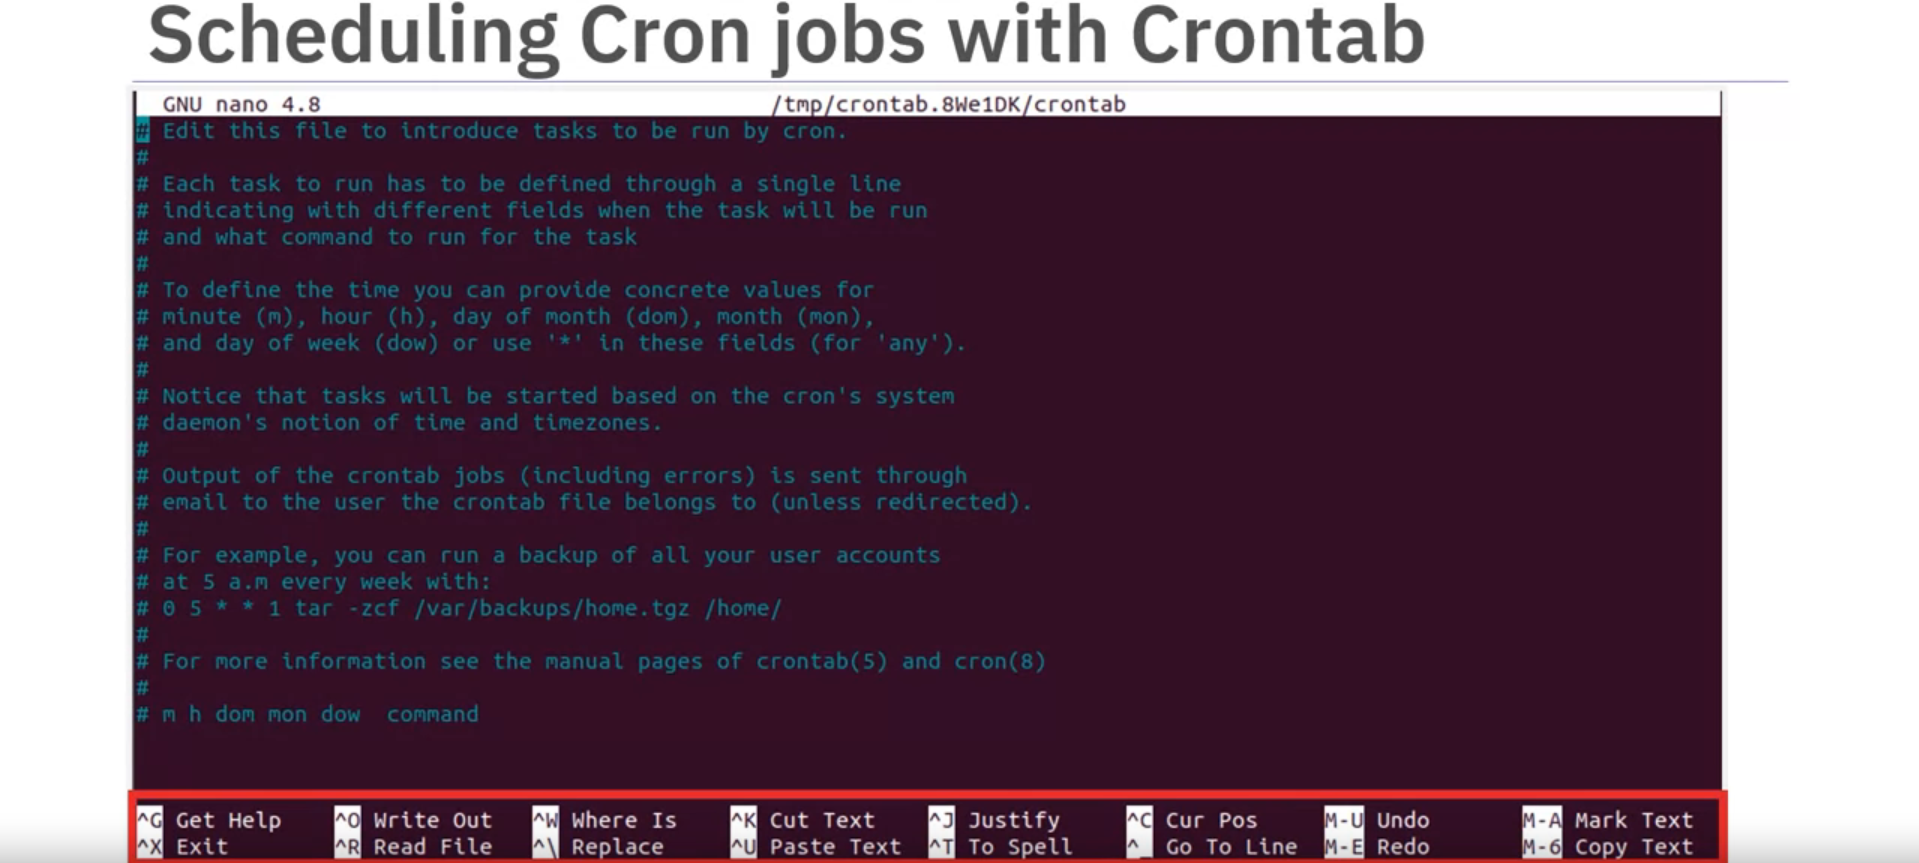 Scheduling Cron jobs with Crontab
GNU nano 4.8 /tmp/crontab.8We1DK/crontab
# Edit this file to introduce tasks to be run by cron.
#
# Each task to run has to be defined through a single line
# indicating with different fields when the task will be run
# and what command to run for the task
#
# To define the time you can provide concrete values for
# minute (m), hour (h), day of month (dom), month (mon),
# and day of week (dow) or use '*' in these fields (for 'any').
#
# Notice that tasks will be started based on the cron's system
# daemon's notion of time and timezones.
#
# Output of the crontab jobs (including errors) is sent through
# email to the user the crontab file belongs to (unless redirected).
#
# For example, you can run a backup of all your user accounts
# at 5 a.m every week with:
# 0 5 * * 1 tar -zcf /var/backups/home.tgz /home/
#
# For more information see the manual pages of crontab(5) and cron(8)
#
# m h dom mon dow command
^G Get Help ^O Write Out ^W Where Is ^K Cut Text ^J Justify ^C Cur Pos M-U Undo M-A Mark Text
^X Exit ^R Read File ^\ Replace ^U Paste Text ^T To Spell ^_ Go To Line M-E Redo M-6 Copy Text